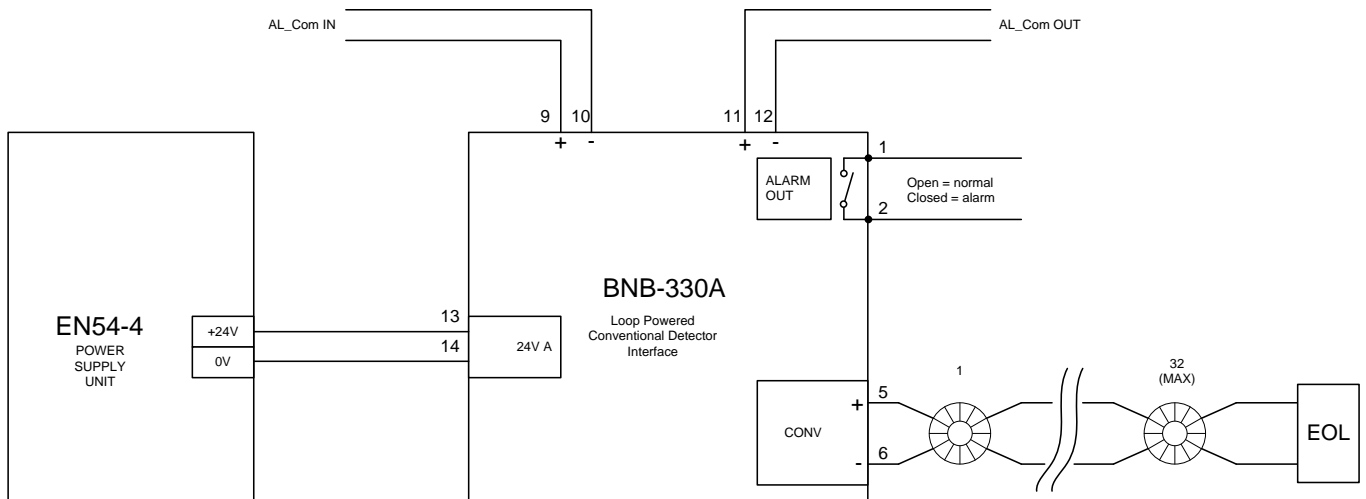 AL_Com IN
AL_Com OUT
9 10 11 12
+ - + -
1
ALARM
OUT
Open = normal
Closed = alarm
2
BNB-330A
Loop Powered
Conventional Detector
Interface
EN54-4
POWER
SUPPLY
UNIT
+24V
0V
13
14
24V A
1
32
(MAX)
5
+
CONV
EOL
6
-